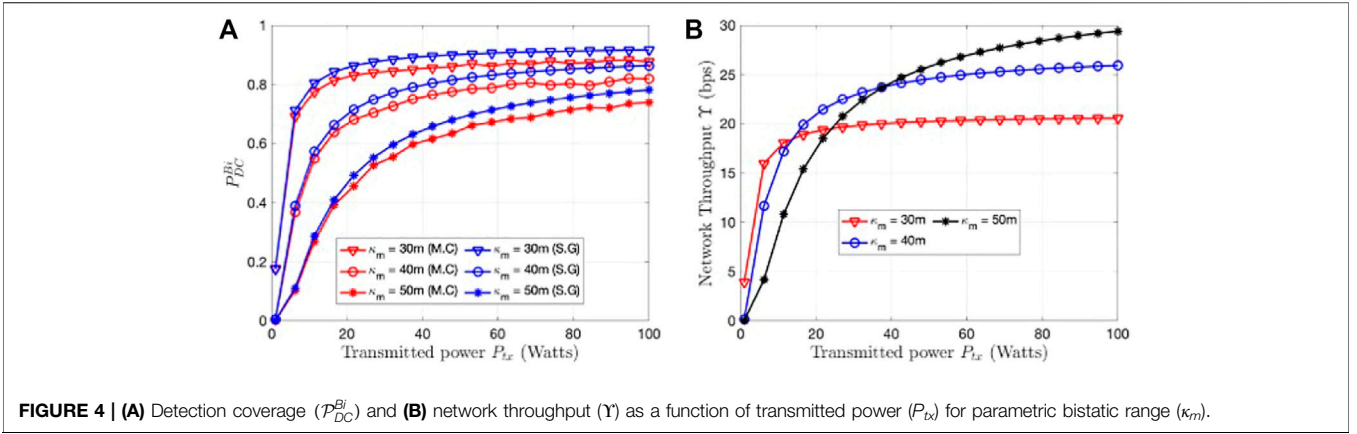 A
1
0.8
0.6
0.4
0.2
0
P_{DC}^{Bi}
κ_m = 30m (M.C) κ_m = 30m (S.G)
κ_m = 40m (M.C) κ_m = 40m (S.G)
κ_m = 50m (M.C) κ_m = 50m (S.G)
0 20 40 60 80 100
Transmitted power P_{tx} (Watts)
B
30
25
20
15
10
5
0
Network Throughput ϒ (bps)
κ_m = 30m κ_m = 50m
κ_m = 40m
0 20 40 60 80 100
Transmitted power P_{tx} (Watts)
FIGURE 4 | (A) Detection coverage (P_{DC}^{Bi}) and (B) network throughput (ϒ) as a function of transmitted power (P_{tx}) for parametric bistatic range (κ_m).